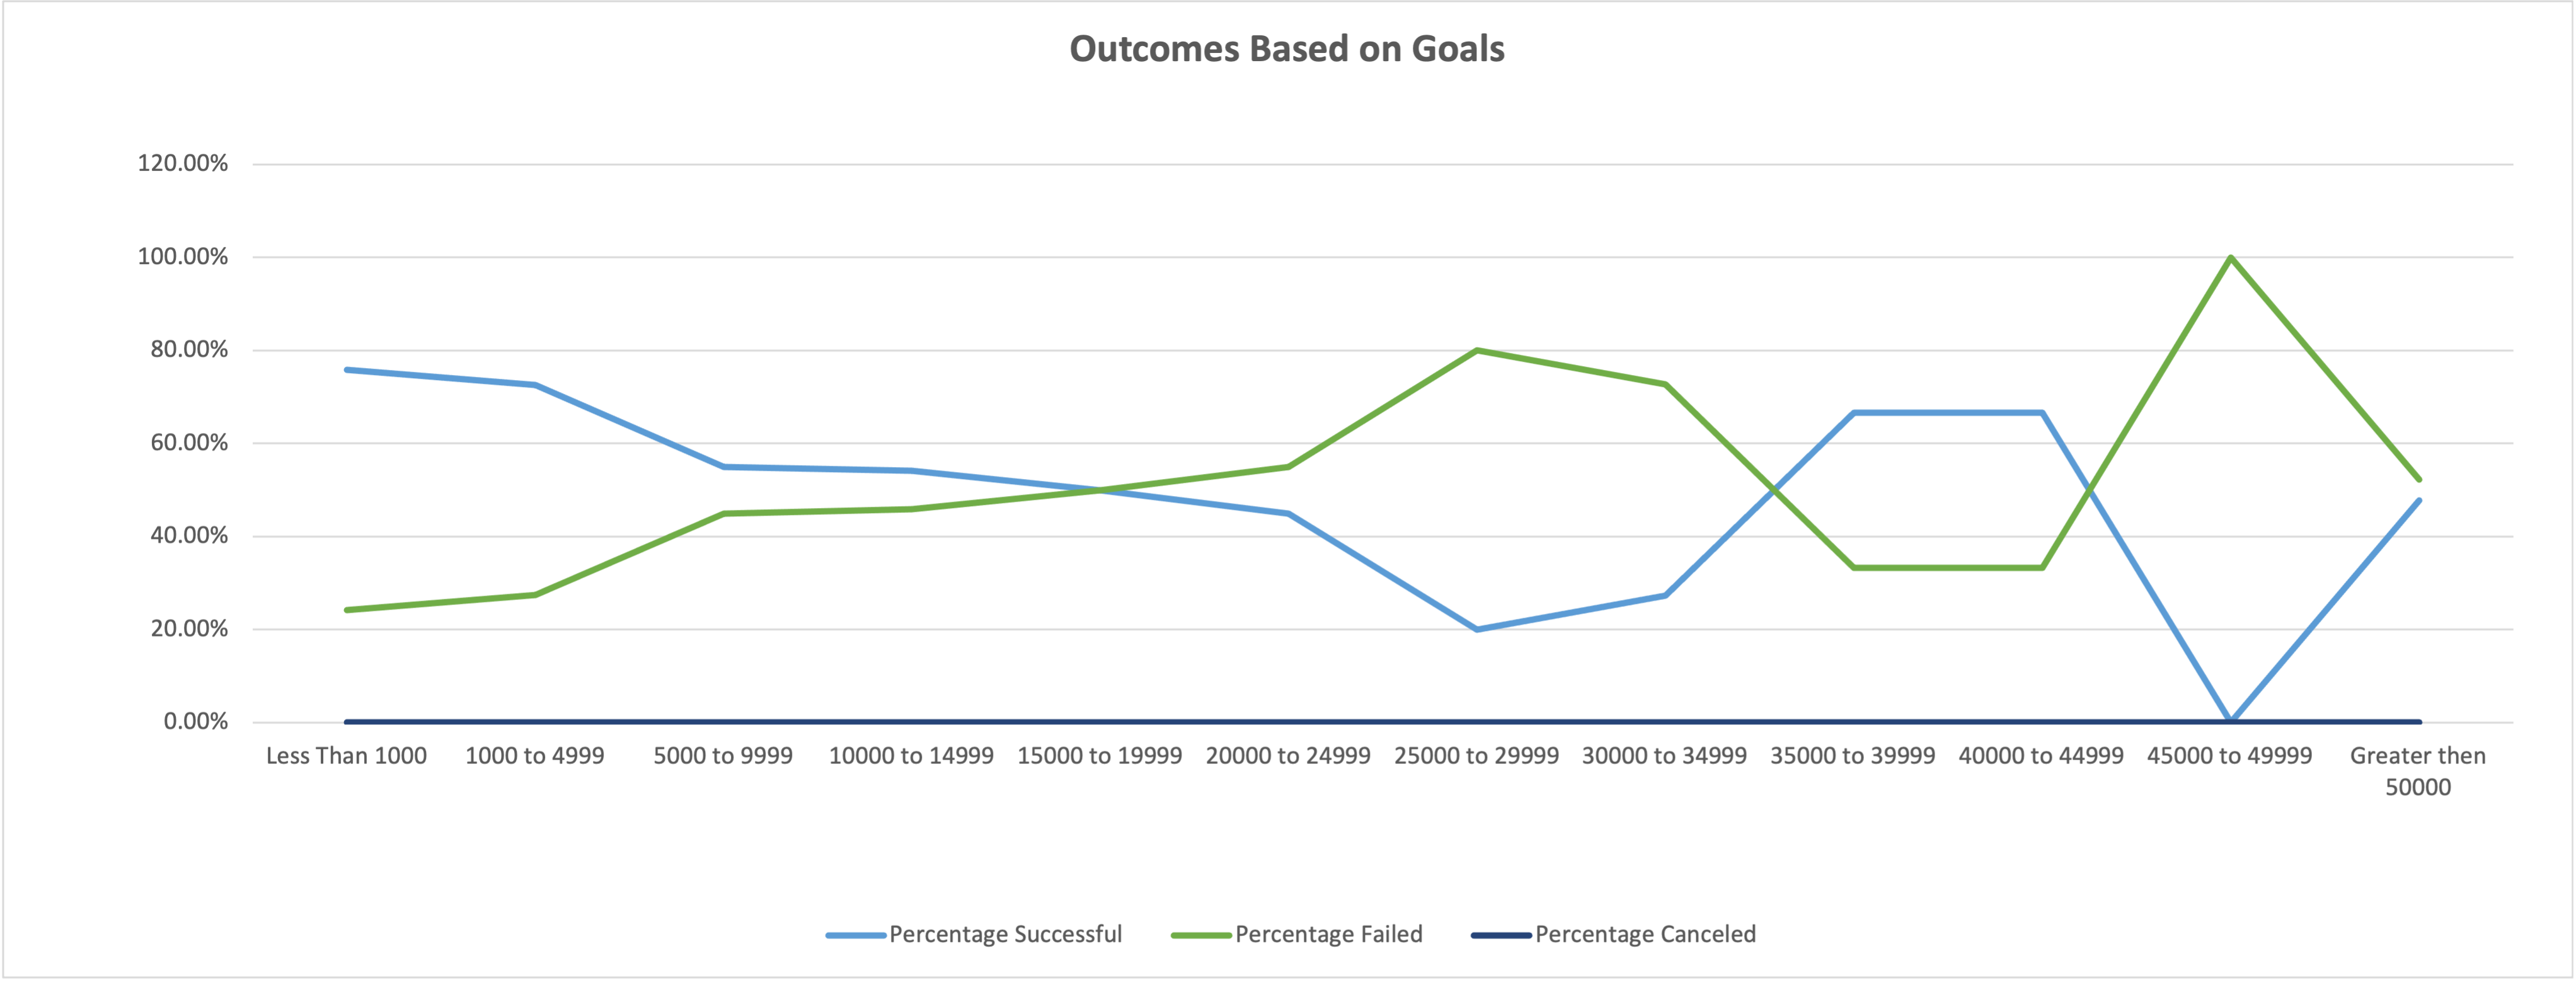 Outcomes Based on Goals
120.00%
100.00%
80.00%
60.00%
40.00%
20.00%
0.00%
Less Than 1000 1000 to 4999 5000 to 9999 10000 to 14999 15000 to 19999 20000 to 24999 25000 to 29999 30000 to 34999 35000 to 39999 40000 to 44999 45000 to 49999 Greater then
50000
Percentage Successful Percentage Failed Percentage Canceled